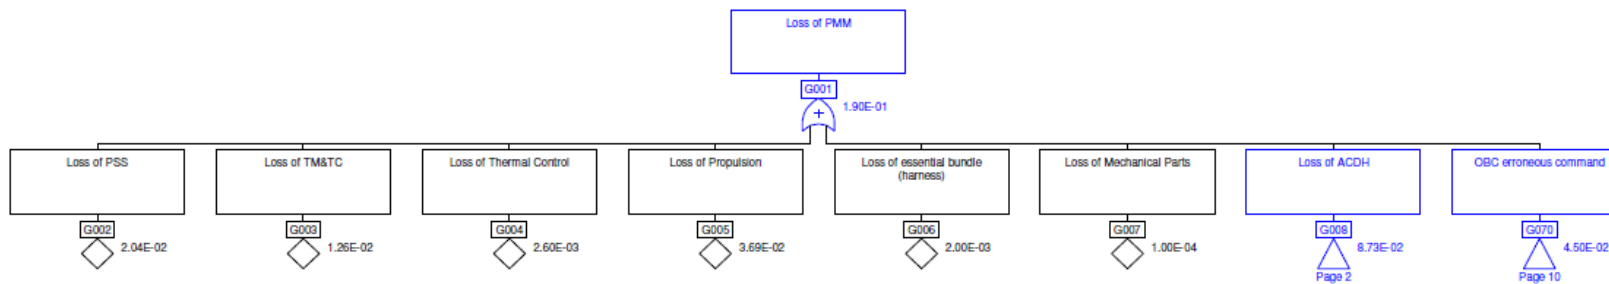 Loss of PMM
G001
+
1.90E-01
Loss of PSS
Loss of TM&TC
Loss of Thermal Control
Loss of Propulsion
Loss of essential bundle
(harness)
Loss of Mechanical Parts
Loss of ACDH
OBC erroneous command
G002
2.04E-02
G003
1.26E-02
G004
2.60E-03
G005
3.69E-02
G006
2.00E-03
G007
1.00E-04
G008
8.73E-02
Page 2
G070
4.50E-02
Page 10